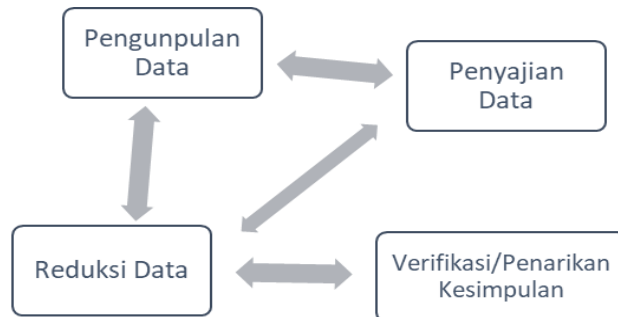 Pengunpulan
Data
Penyajian
Data
Reduksi Data
Verifikasi/Penarikan
Kesimpulan